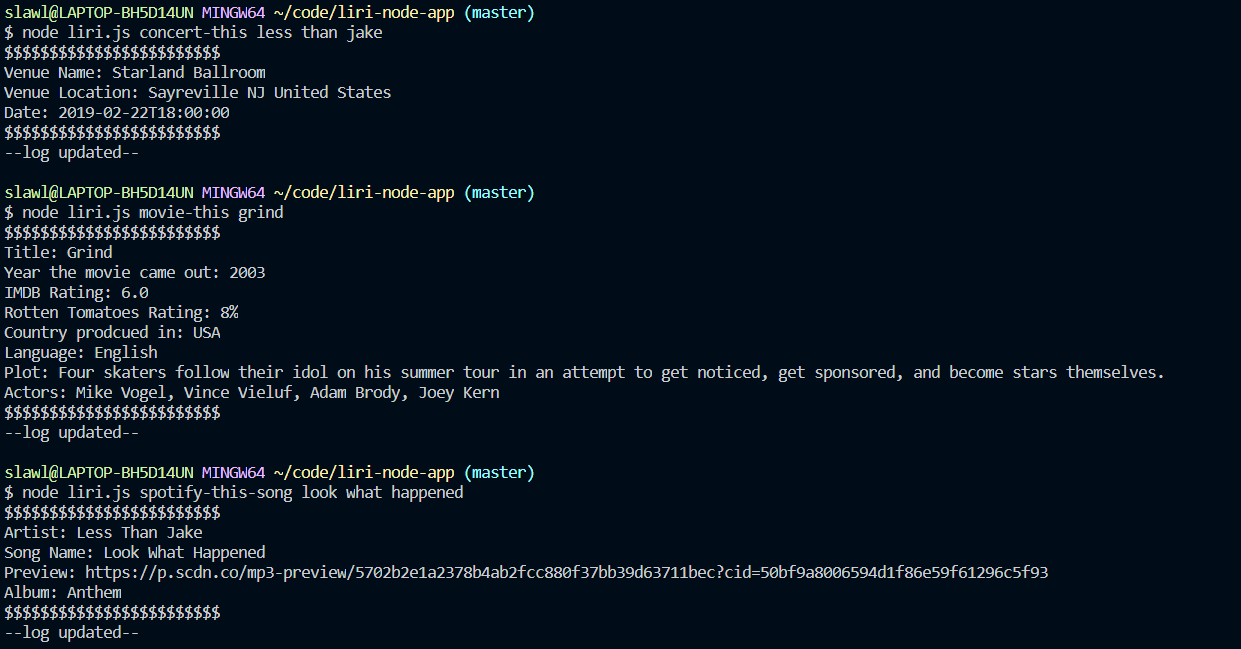 slawl@LAPTOP-BH5D14UN MINGW64 ~/code/liri-node-app (master)
$ node liri.js concert-this less than jake
$$$$$$$$$$$$$$$$$$$$$$$$
Venue Name: Starland Ballroom
Venue Location: Sayreville NJ United States
Date: 2019-02-22T18:00:00
$$$$$$$$$$$$$$$$$$$$$$$$
--log updated--

slawl@LAPTOP-BH5D14UN MINGW64 ~/code/liri-node-app (master)
$ node liri.js movie-this grind
$$$$$$$$$$$$$$$$$$$$$$$$
Title: Grind
Year the movie came out: 2003
IMDB Rating: 6.0
Rotten Tomatoes Rating: 8%
Country prodcued in: USA
Language: English
Plot: Four skaters follow their idol on his summer tour in an attempt to get noticed, get sponsored, and become stars themselves.
Actors: Mike Vogel, Vince Vieluf, Adam Brody, Joey Kern
$$$$$$$$$$$$$$$$$$$$$$$$
--log updated--

slawl@LAPTOP-BH5D14UN MINGW64 ~/code/liri-node-app (master)
$ node liri.js spotify-this-song look what happened
$$$$$$$$$$$$$$$$$$$$$$$$
Artist: Less Than Jake
Song Name: Look What Happened
Preview: https://p.scdn.co/mp3-preview/5702b2e1a2378b4ab2fcc880f37bb39d63711bec?cid=50bf9a8006594d1f86e59f61296c5f93
Album: Anthem
$$$$$$$$$$$$$$$$$$$$$$$$
--log updated--